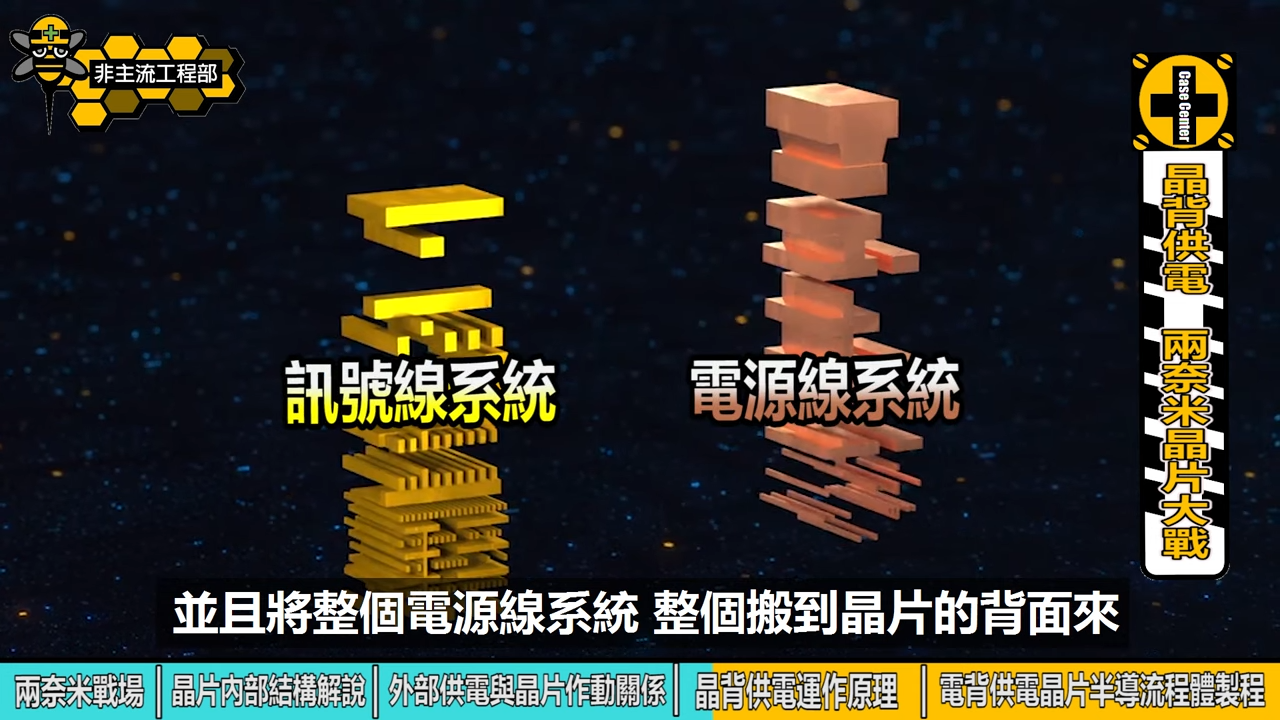 非主流工程部
Case Center
晶背供電 兩奈米晶片大戰
訊號線系統
電源線系統
並且將整個電源線系統 整個搬到晶片的背面來
兩奈米戰場
晶片內部結構解說
外部供電與晶片作動關係
晶背供電運作原理
電背供電晶片半導流程體製程